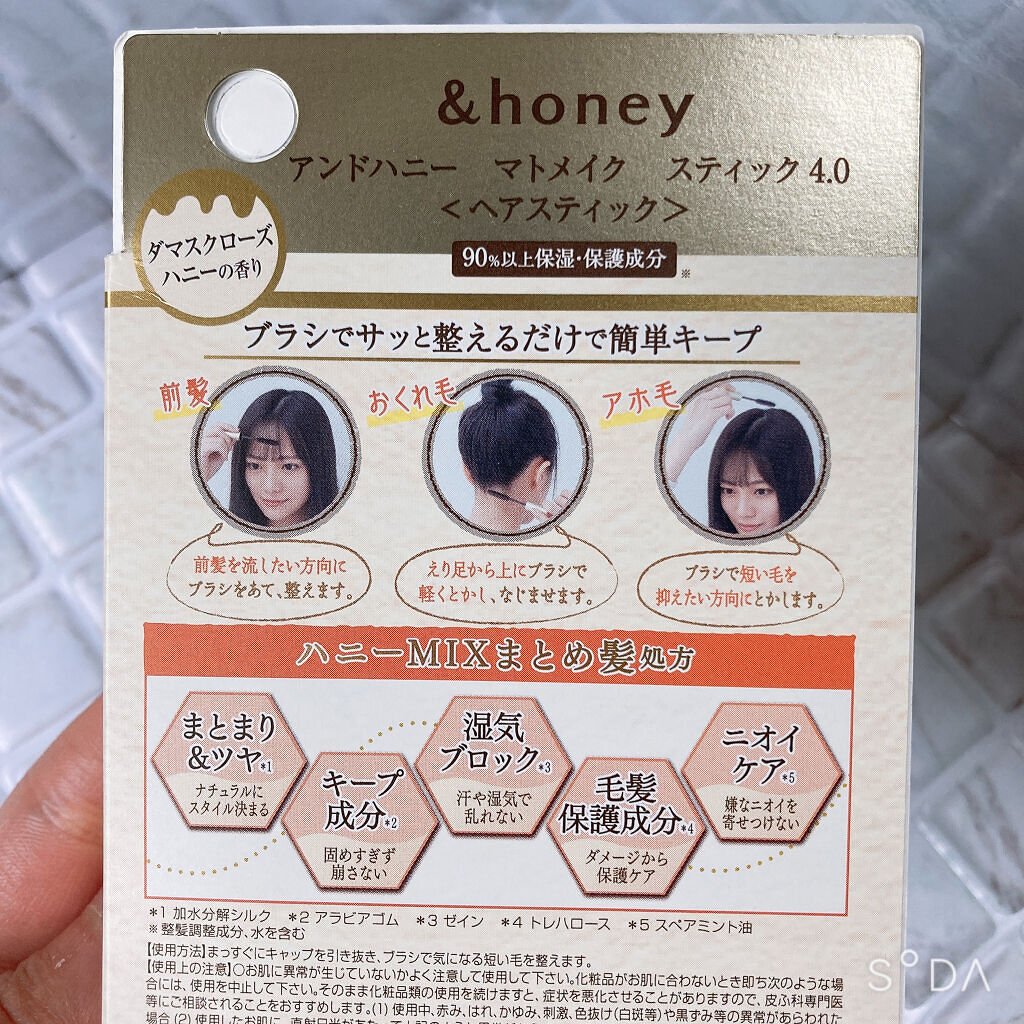 &honey
アンドハニー マトメイク スティック 4.0
<ヘアスティック>
ダマスクローズ
ハニーの香り
90%以上保湿・保護成分※
ブラシでサッと整えるだけで簡単キープ
前髪
おくれ毛
アホ毛
前髪を流したい方向に
ブラシをあて、整えます。
えり足から上にブラシで
軽くとかし、なじませます。
ブラシで短い毛を
抑えたい方向にとかします。
ハニーMIXまとめ髪処方
まとまり
&ツヤ*1
ナチュラルに
スタイル決まる
キープ
成分*2
固めすぎず
崩さない
湿気
ブロック*3
汗や湿気で
乱れない
毛髪
保護成分*4
ダメージから
保護ケア
ニオイ
ケア*5
嫌なニオイを
寄せつけない
*1 加水分解シルク *2 アラビアゴム *3 ゼイン *4 トレハロース *5 スペアミント油
※整髪調整成分、水を含む
【使用方法】まっすぐにキャップを引き抜き、ブラシで気になる短い毛を整えます。
【使用上の注意】○お肌に異常が生じていないかよく注意して使用して下さい。化粧品がお肌に合わないとき即ち次のような場
合には、使用を中止して下さい。そのまま化粧品類の使用を続けますと、症状を悪化させることがありますので、皮ふ科専門医
等にご相談されることをおすすめします。(1) 使用中、赤み、はれ、かゆみ、刺激、色抜け(白斑等)や黒ずみ等の異常があらわれた
場合 (2) 使用したお肌に、直射日光があたって
SODA